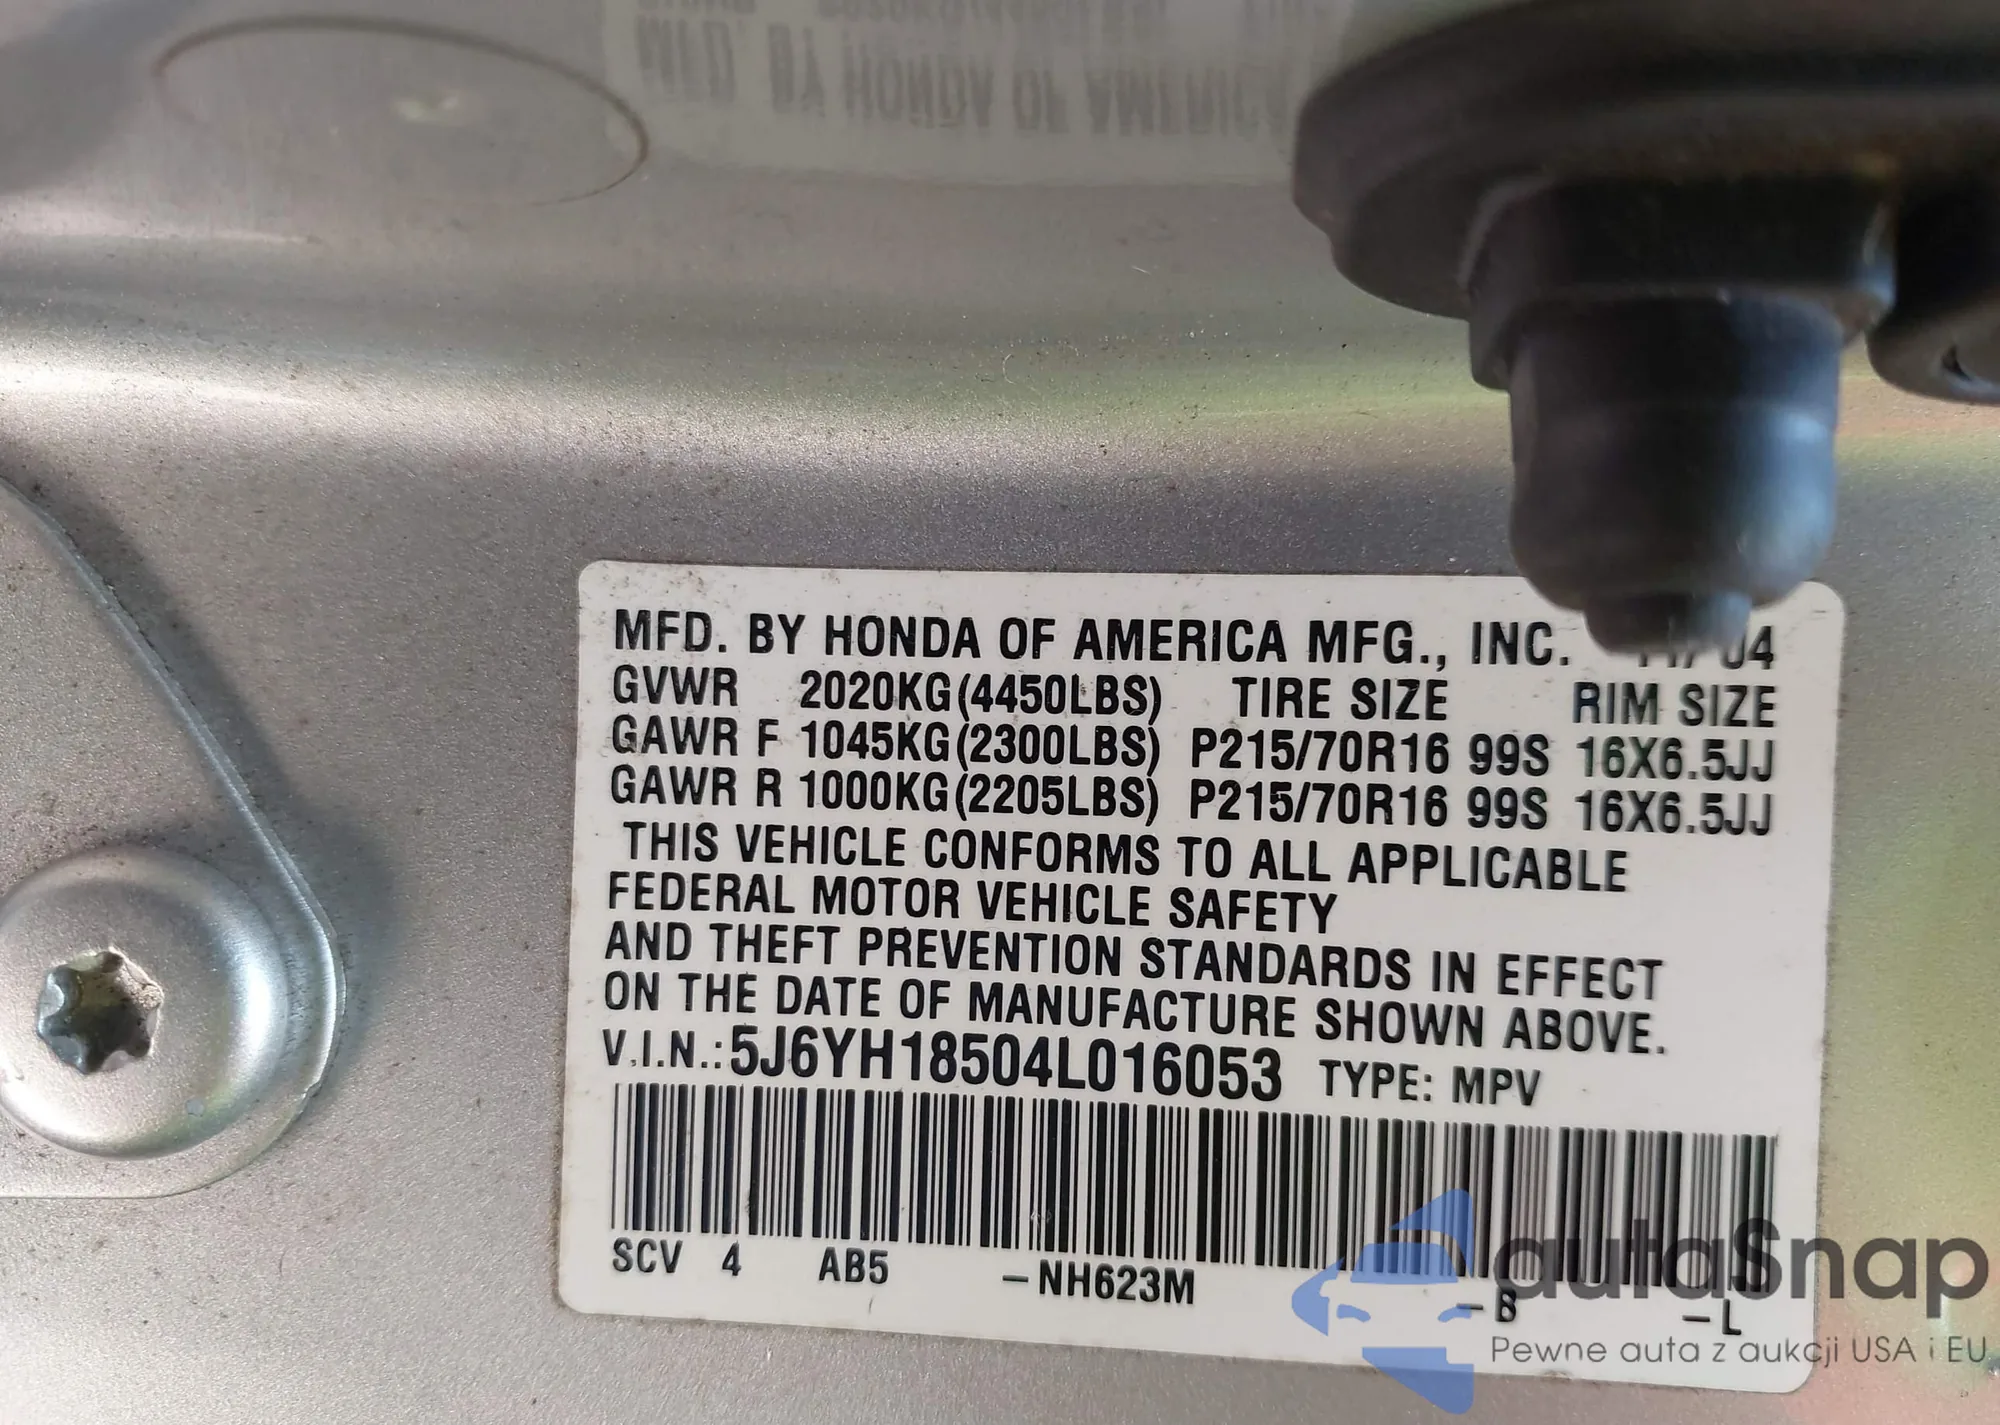 MFD. BY HONDA OF AMERICA MFG., INC. 04
GVWR 2020KG(4450LBS) TIRE SIZE RIM SIZE
GAWR F 1045KG(2300LBS) P215/70R16 99S 16X6.5JJ
GAWR R 1000KG(2205LBS) P215/70R16 99S 16X6.5JJ
THIS VEHICLE CONFORMS TO ALL APPLICABLE
FEDERAL MOTOR VEHICLE SAFETY
AND THEFT PREVENTION STANDARDS IN EFFECT
ON THE DATE OF MANUFACTURE SHOWN ABOVE.
V.I.N.: 5J6YH18504L016053 TYPE: MPV
SCV 4 AB5 -NH623M -B -L
autaSnap
Pewne auta z aukcji USA i EU